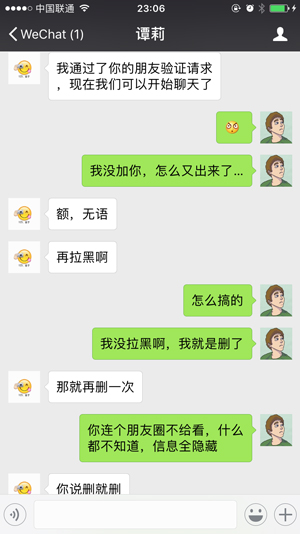 中国联通
23:06
WeChat (1)
谭莉
我通过了你的朋友验证请求
，现在我们可以开始聊天了
我没加你，怎么又出来了...
额，无语
再拉黑啊
怎么搞的
我没拉黑啊，我就是删了
那就再删一次
你连个朋友圈不给看，什么
都不知道，信息全隐藏
你说删就删